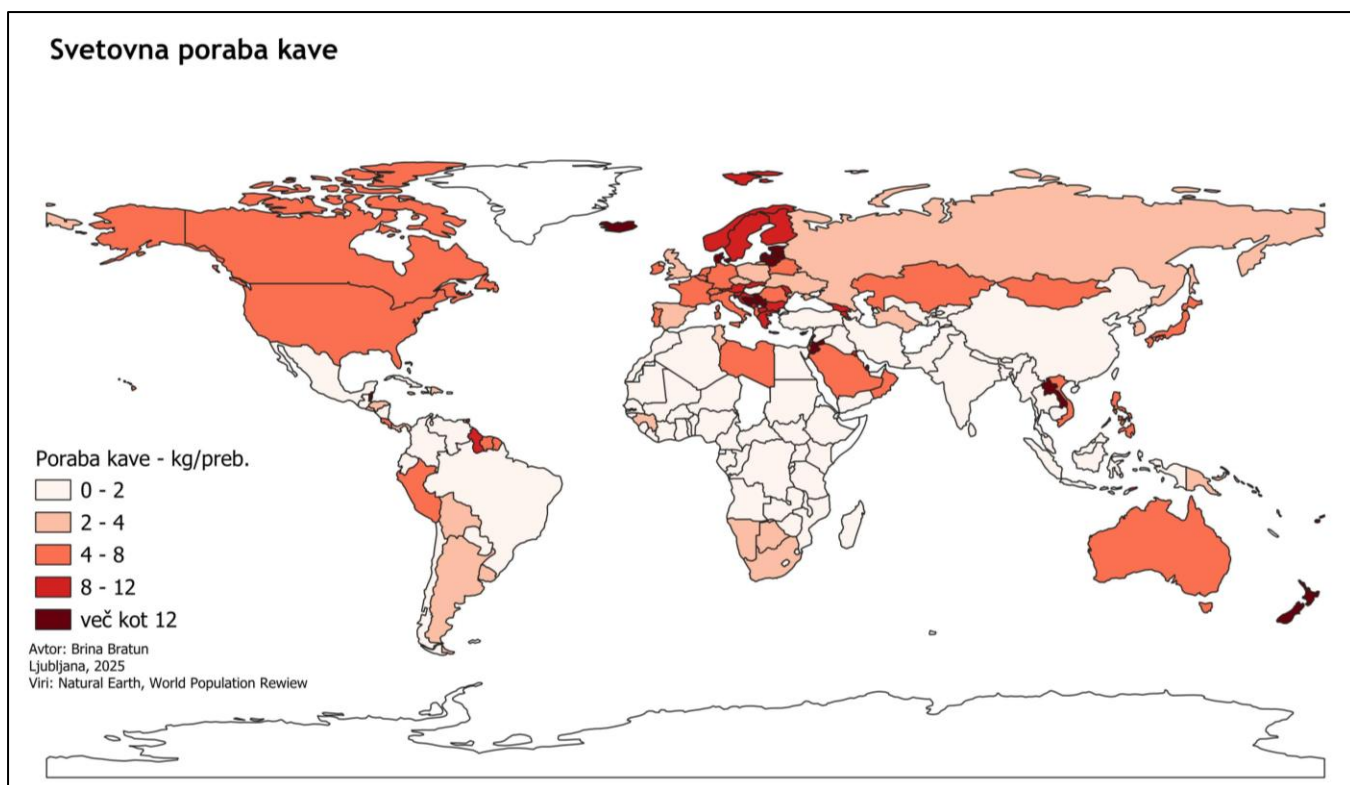 Svetovna poraba kave
Poraba kave - kg/preb.
0 - 2
2 - 4
4 - 8
8 - 12
več kot 12
Avtor: Brina Bratun
Ljubljana, 2025
Viri: Natural Earth, World Population Rewiew